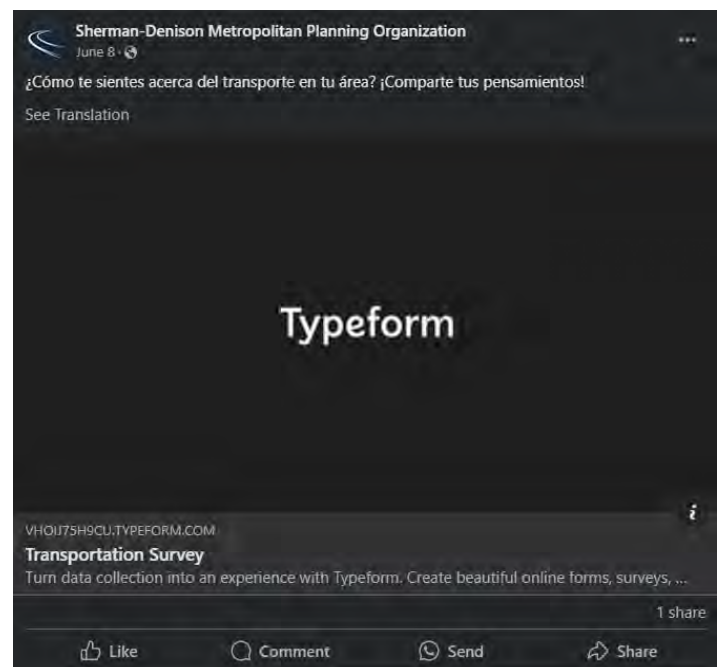 Sherman-Denison Metropolitan Planning Organization
June 8 ·
¿Cómo te sientes acerca del transporte en tu área? ¡Comparte tus pensamientos!
See Translation
Typeform
i
VHOIJ75H9CU.TYPEFORM.COM
Transportation Survey
Turn data collection into an experience with Typeform. Create beautiful online forms, surveys, ...
1 share
Like Comment Send Share